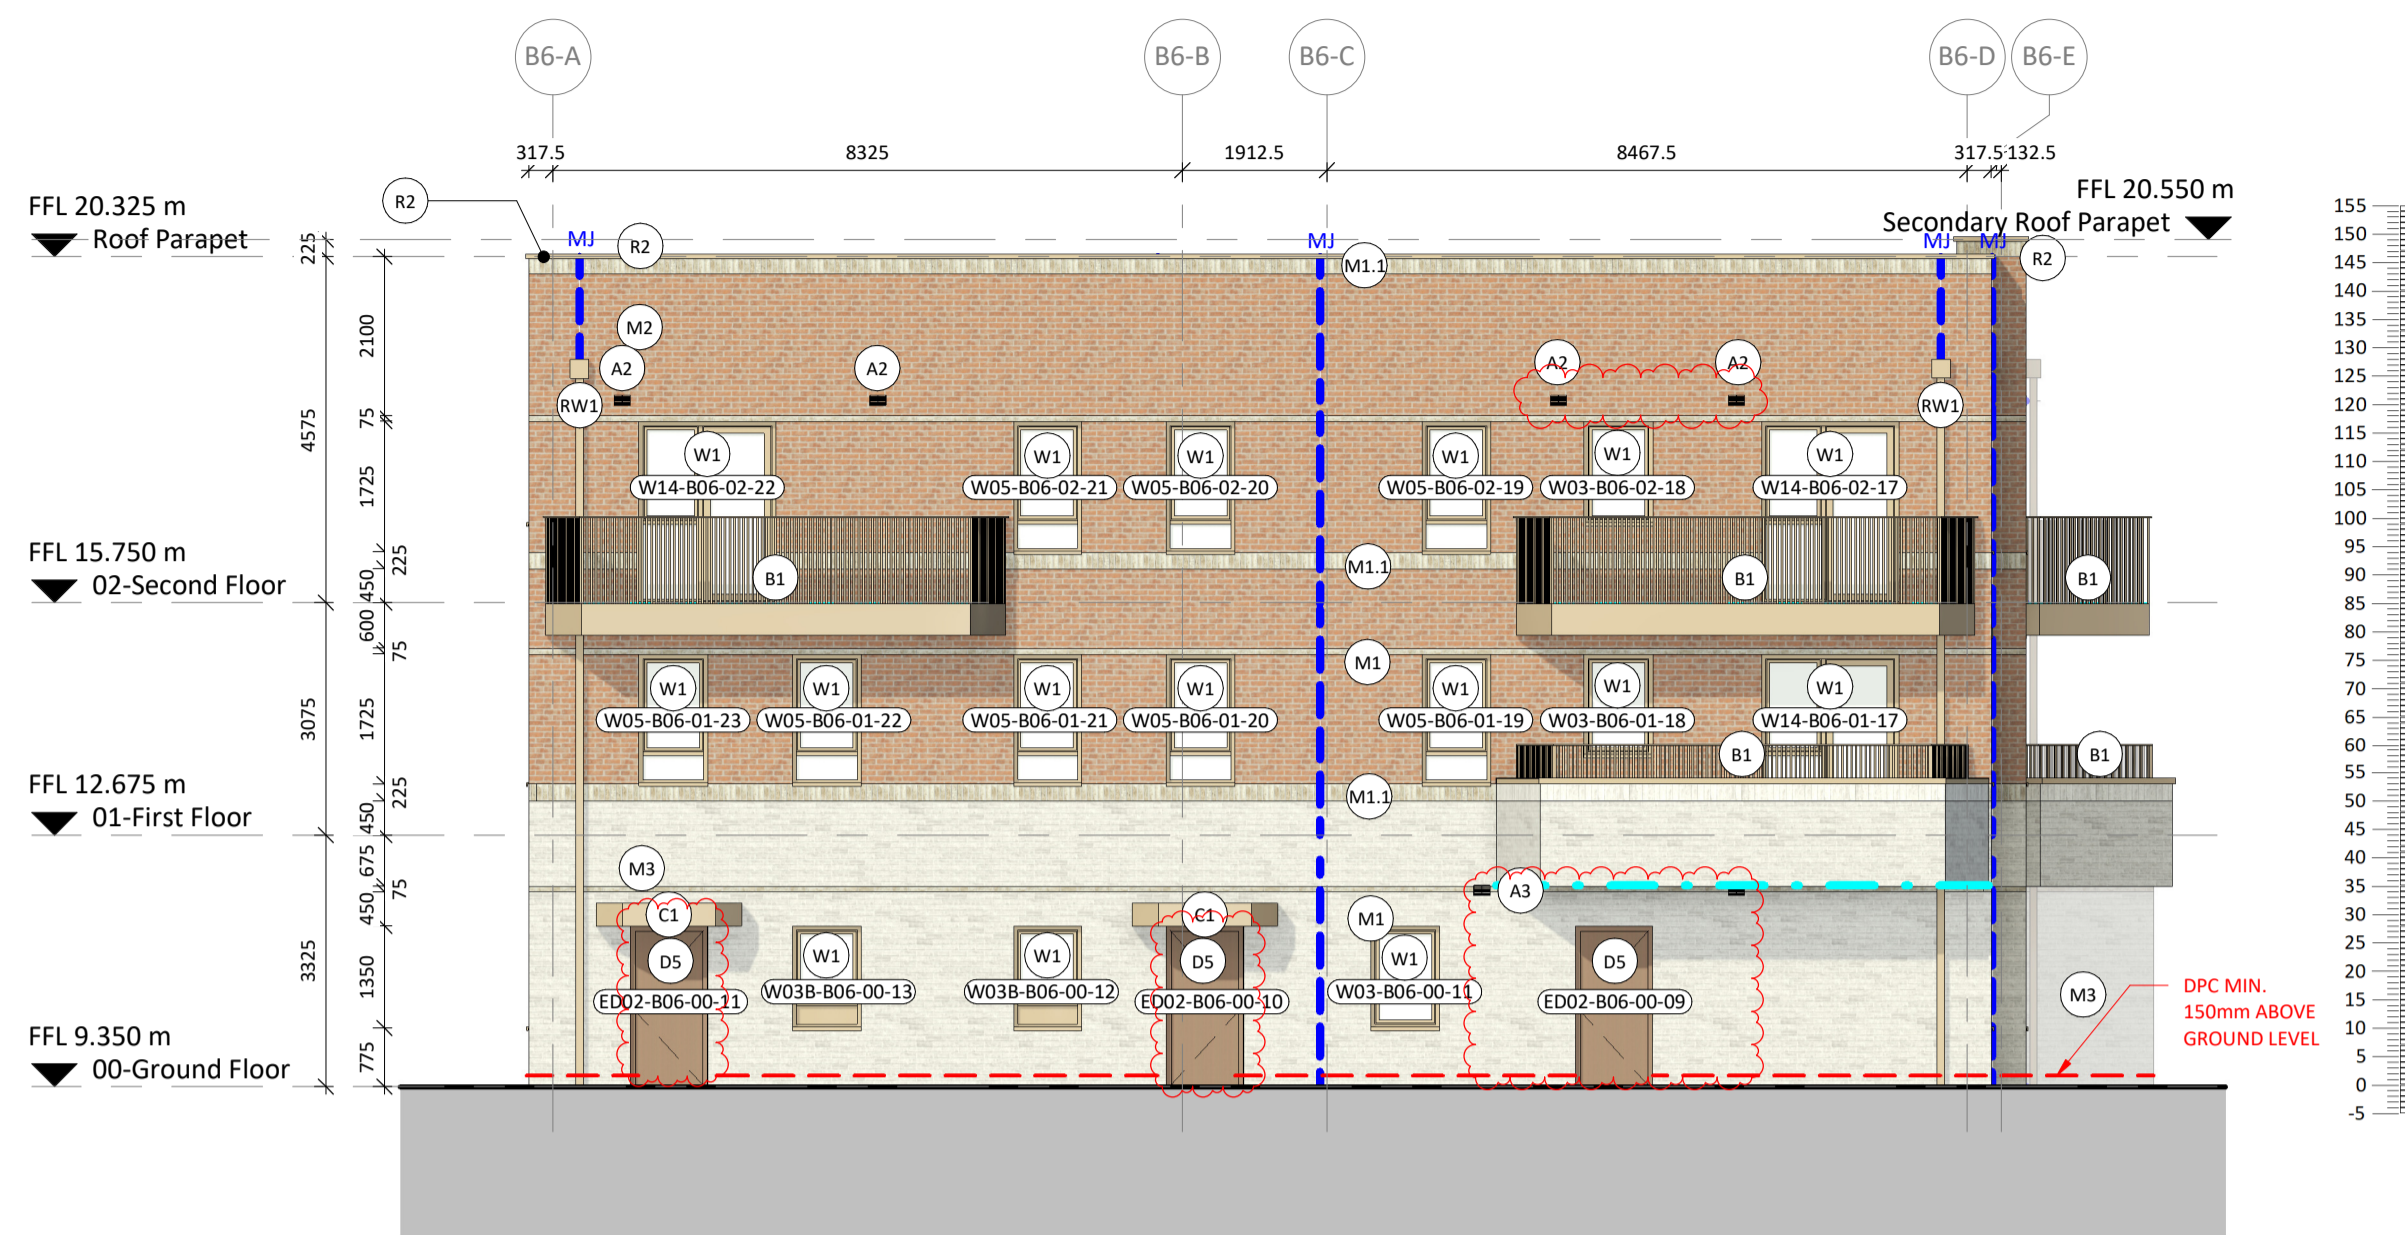 B6-A
B6-B
B6-C
B6-D
B6-E
317.5
8325
1912.5
8467.5
317.5
132.5
FFL 20.325 m
Roof Parapet
FFL 20.550 m
Secondary Roof Parapet
R2
MJ
R2
MJ
M1.1
MJ
MJ
R2
M2
A2
A2
A2
A2
RW1
RW1
W1
W14-B06-02-22
W1
W05-B06-02-21
W1
W05-B06-02-20
W1
W05-B06-02-19
W1
W03-B06-02-18
W1
W14-B06-02-17
FFL 15.750 m
02-Second Floor
B1
M1.1
B1
B1
M1
W1
W05-B06-01-23
W1
W05-B06-01-22
W1
W05-B06-01-21
W1
W05-B06-01-20
W1
W05-B06-01-19
W1
W03-B06-01-18
W1
W14-B06-01-17
B1
B1
FFL 12.675 m
01-First Floor
M1.1
M3
A3
C1
C1
M1
D5
ED02-B06-00-11
W1
W03B-B06-00-13
W1
W03B-B06-00-12
D5
ED02-B06-00-10
W1
W03-B06-00-11
D5
ED02-B06-00-09
M3
DPC MIN.
150mm ABOVE
GROUND LEVEL
FFL 9.350 m
00-Ground Floor
225
4575
3075
3325
2100
75
1725
225
450
600
75
1725
225
450
675
75
450
1350
775
155
150
145
140
135
130
125
120
115
110
105
100
95
90
85
80
75
70
65
60
55
50
45
40
35
30
25
20
15
10
5
0
-5